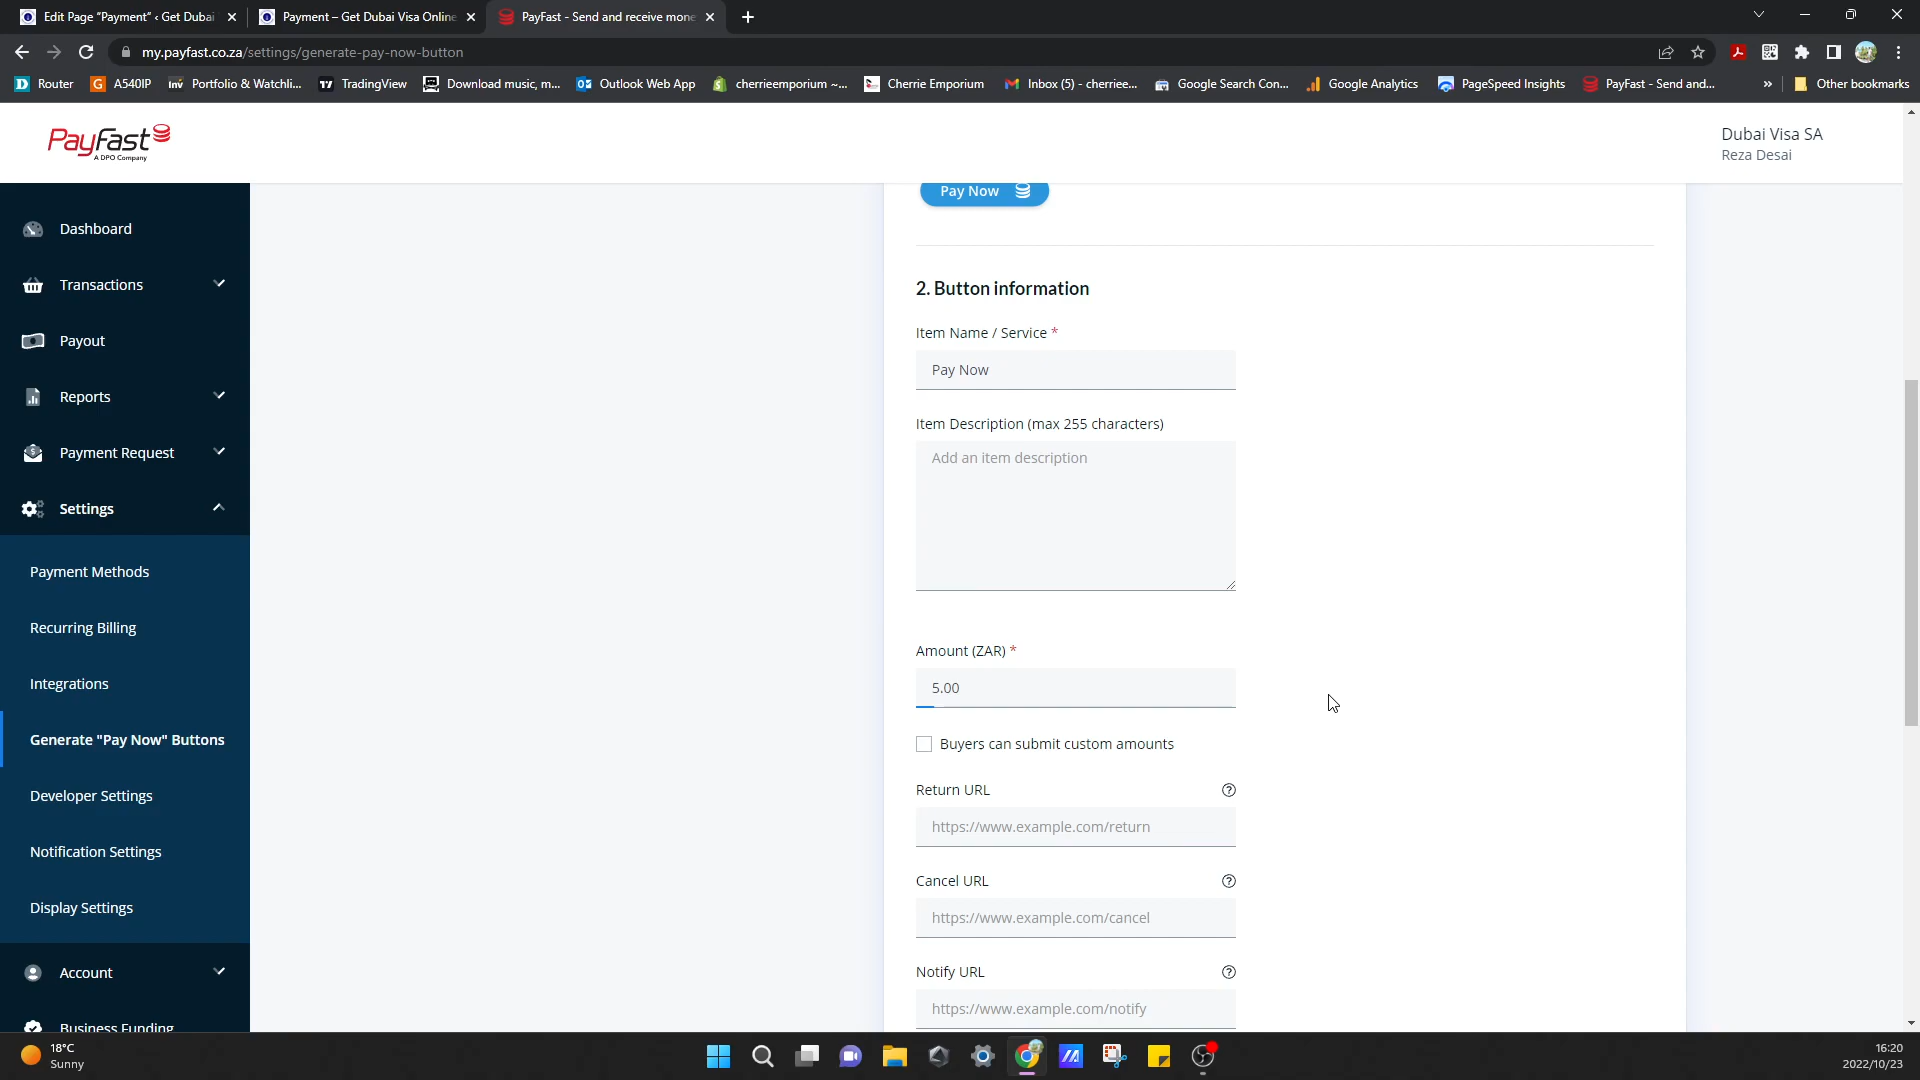 Edit Page "Payment" ‹ Get Dubai
Payment – Get Dubai Visa Online
PayFast - Send and receive mone
my.payfast.co.za/settings/generate-pay-now-button
Router
A540IP
Inv Portfolio & Watchli...
TradingView
Download music, m...
Outlook Web App
cherrieemporium ~...
Cherrie Emporium
Inbox (5) - cherriee...
Google Search Con...
Google Analytics
PageSpeed Insights
PayFast - Send and...
»
Other bookmarks
PayFast
A DPO Company
Dubai Visa SA
Reza Desai
Dashboard
Transactions
Payout
Reports
Payment Request
Settings
Payment Methods
Recurring Billing
Integrations
Generate "Pay Now" Buttons
Developer Settings
Notification Settings
Display Settings
Account
Business Funding
Pay Now
2. Button information
Item Name / Service *
Pay Now
Item Description (max 255 characters)
Add an item description
Amount (ZAR) *
5.00
Buyers can submit custom amounts
Return URL
https://www.example.com/return
Cancel URL
https://www.example.com/cancel
Notify URL
https://www.example.com/notify
18°C
Sunny
16:20
2022/10/23